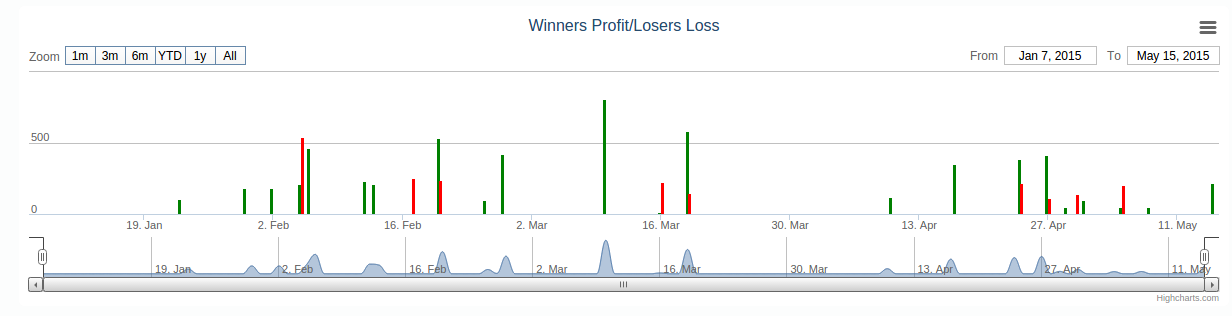 Winners Profit/Losers Loss
Zoom 1m 3m 6m YTD 1y All From Jan 7, 2015 To May 15, 2015
500
0
19. Jan 2. Feb 16. Feb 2. Mar 16. Mar 30. Mar 13. Apr 27. Apr 11. May
19. Jan 2. Feb 16. Feb 2. Mar 16. Mar 30. Mar 13. Apr 27. Apr 11. May
Highcharts.com